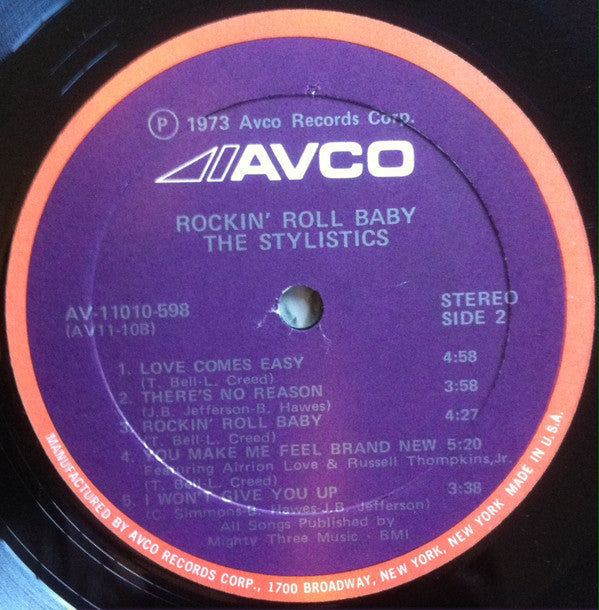 ℗ 1973 Avco Records Corp.
AVCO
ROCKIN' ROLL BABY
THE STYLISTICS
AV-11010-598
(AV11-10B)
STEREO
SIDE 2
1. LOVE COMES EASY 4:58
(T. Bell-L. Creed)
2. THERE'S NO REASON 3:58
(J.B. Jefferson-B. Hawes)
3. ROCKIN' ROLL BABY 4:27
(T. Bell-L. Creed)
4. YOU MAKE ME FEEL BRAND NEW 5:20
Featuring Airrion Love & Russell Thompkins, Jr.
(T. Bell-L. Creed)
5. I WON'T GIVE YOU UP 3:38
(C. Simmons-B. Hawes-J.B. Jefferson)
All Songs Published by
Mighty Three Music - BMI
MANUFACTURED BY AVCO RECORDS CORP., 1700 BROADWAY, NEW YORK, NEW YORK MADE IN U.S.A.